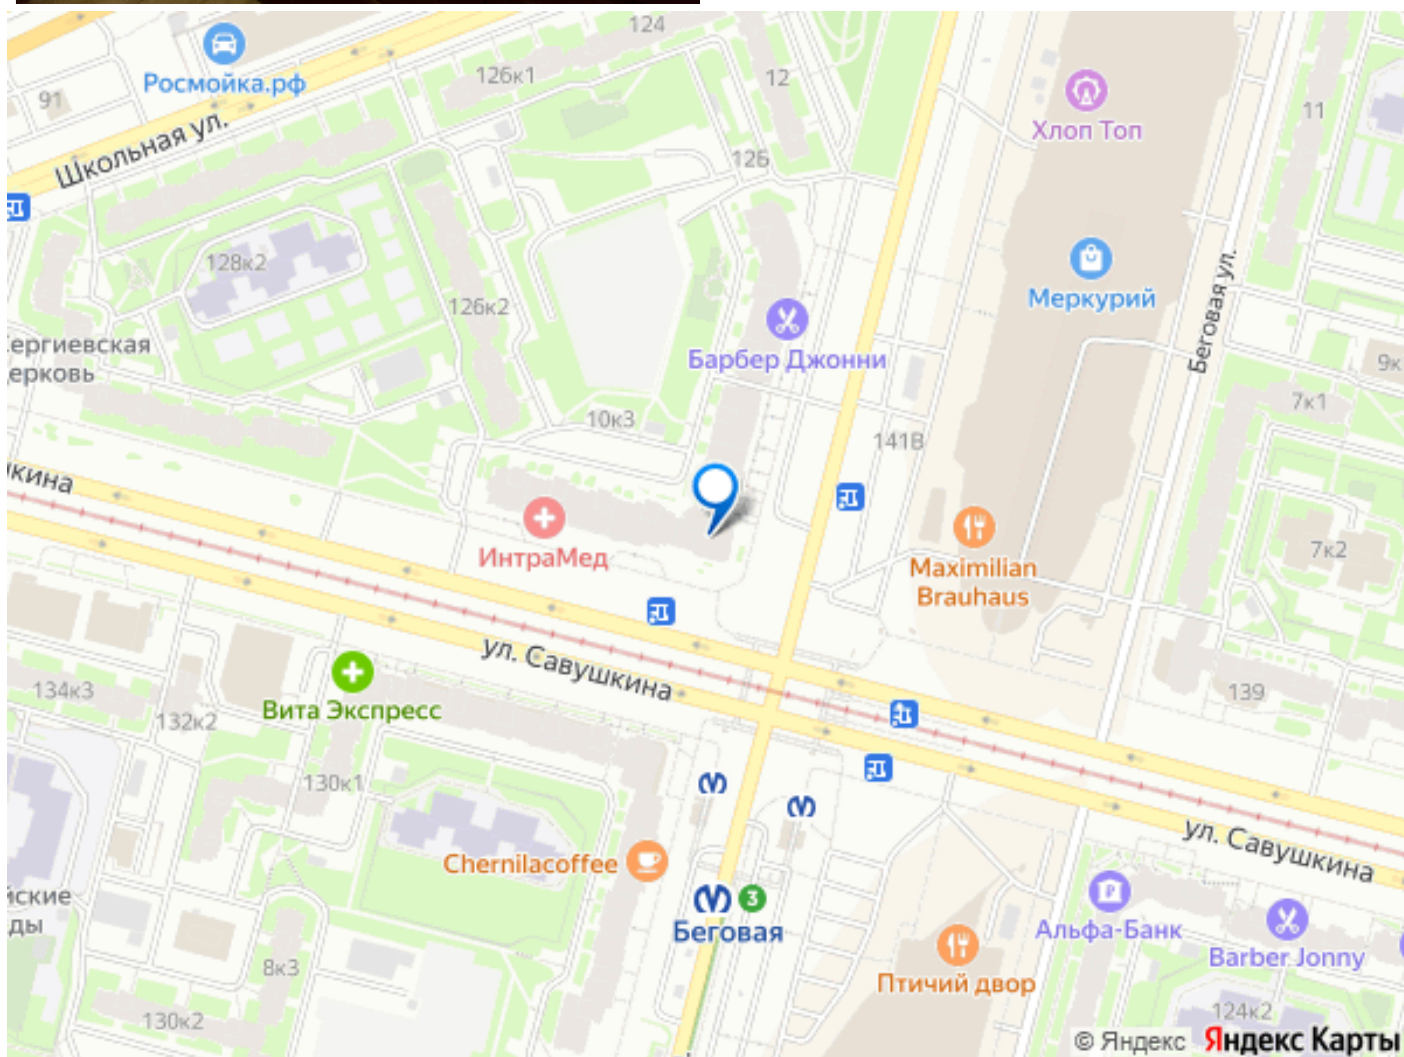 124
Росмойка.рф
126к1
12
91
Хлоп Топ
11
Школьная ул.
126
128к2
Меркурий
126к2
Беговая ул.
ергиевская
ерковь
Барбер Джонни
9к
7к1
10к3
141В
кина
ИнтраМед
Maximilian
Brauhaus
7к2
ул. Савушкина
134к3
Вита Экспресс
132к2
139
130к1
ул. Савушкина
Chernilacoffee
йские
ды
3
Беговая
Альфа-Банк
Barber Jonny
8к3
Птичий двор
130к2
124к2
© Яндекс Яндекс Карты